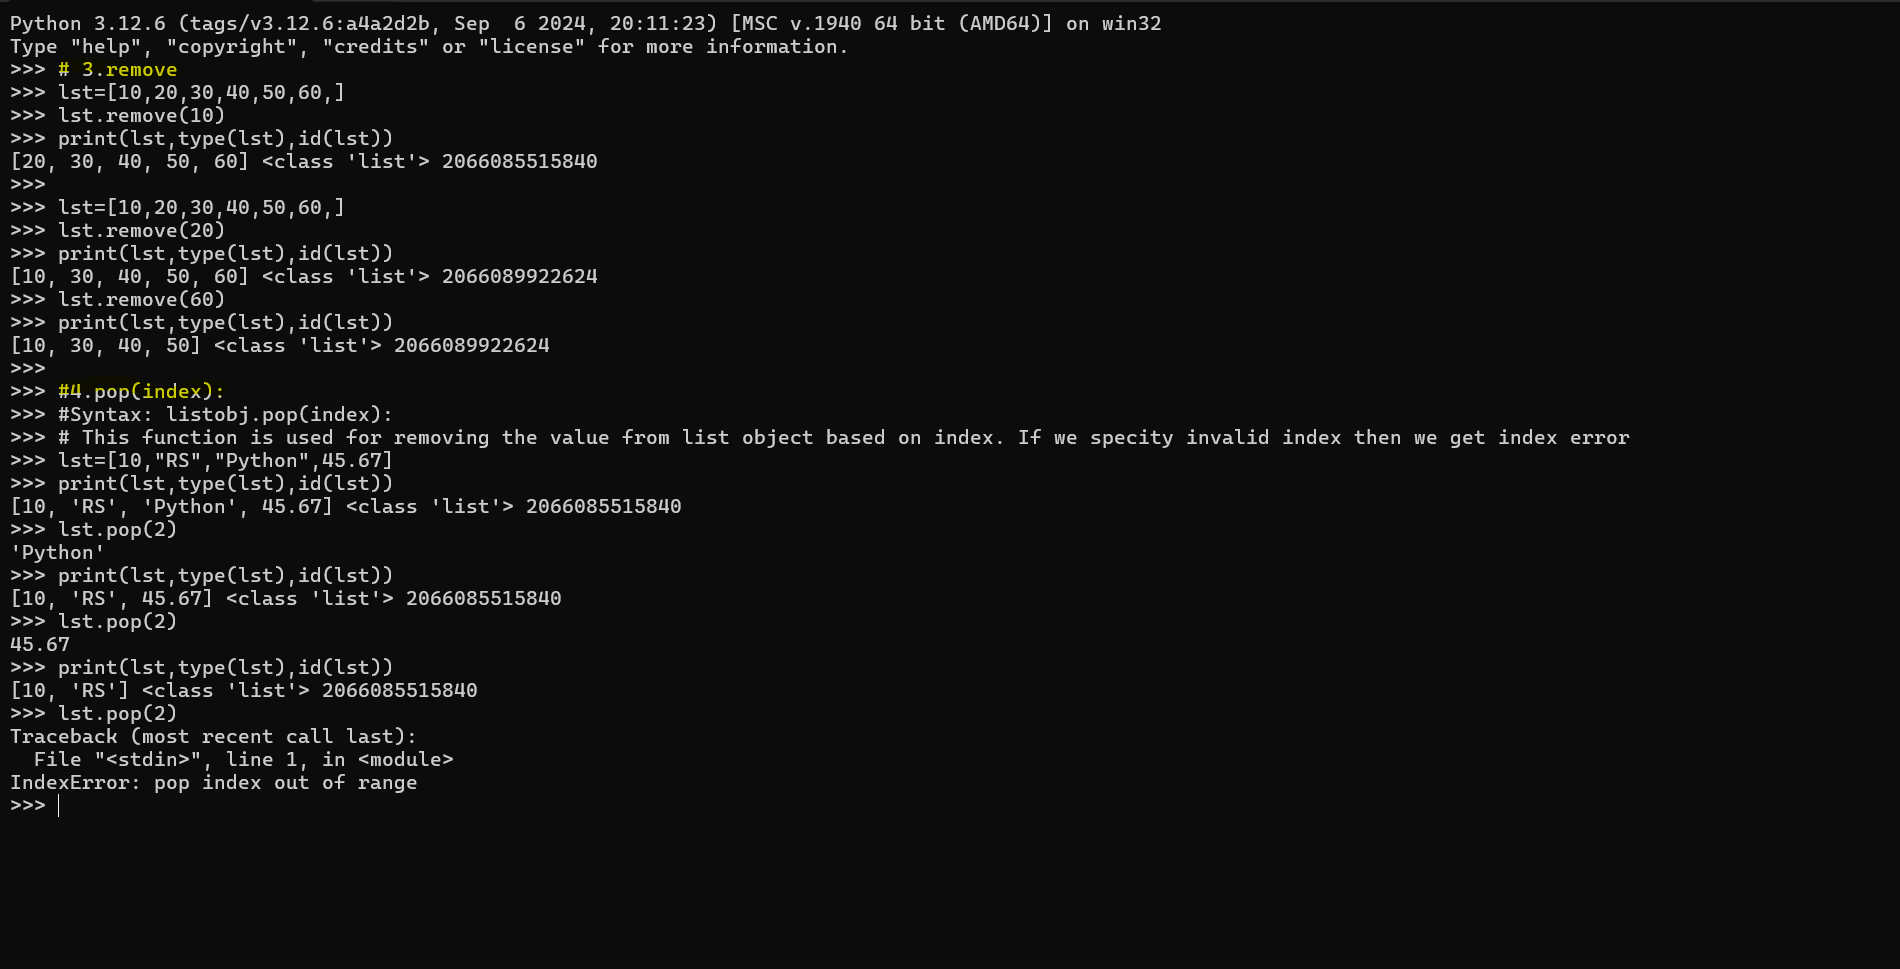 Python 3.12.6 (tags/v3.12.6:a4a2d2b, Sep  6 2024, 20:11:23) [MSC v.1940 64 bit (AMD64)] on win32
Type "help", "copyright", "credits" or "license" for more information.
>>> # 3.remove
>>> lst=[10,20,30,40,50,60,]
>>> lst.remove(10)
>>> print(lst,type(lst),id(lst))
[20, 30, 40, 50, 60] <class 'list'> 2066085515840
>>>
>>> lst=[10,20,30,40,50,60,]
>>> lst.remove(20)
>>> print(lst,type(lst),id(lst))
[10, 30, 40, 50, 60] <class 'list'> 2066089922624
>>> lst.remove(60)
>>> print(lst,type(lst),id(lst))
[10, 30, 40, 50] <class 'list'> 2066089922624
>>>
>>> #4.pop(index):
>>> #Syntax: listobj.pop(index):
>>> # This function is used for removing the value from list object based on index. If we specity invalid index then we get index error
>>> lst=[10,"RS","Python",45.67]
>>> print(lst,type(lst),id(lst))
[10, 'RS', 'Python', 45.67] <class 'list'> 2066085515840
>>> lst.pop(2)
'Python'
>>> print(lst,type(lst),id(lst))
[10, 'RS', 45.67] <class 'list'> 2066085515840
>>> lst.pop(2)
45.67
>>> print(lst,type(lst),id(lst))
[10, 'RS'] <class 'list'> 2066085515840
>>> lst.pop(2)
Traceback (most recent call last):
  File "<stdin>", line 1, in <module>
IndexError: pop index out of range
>>>